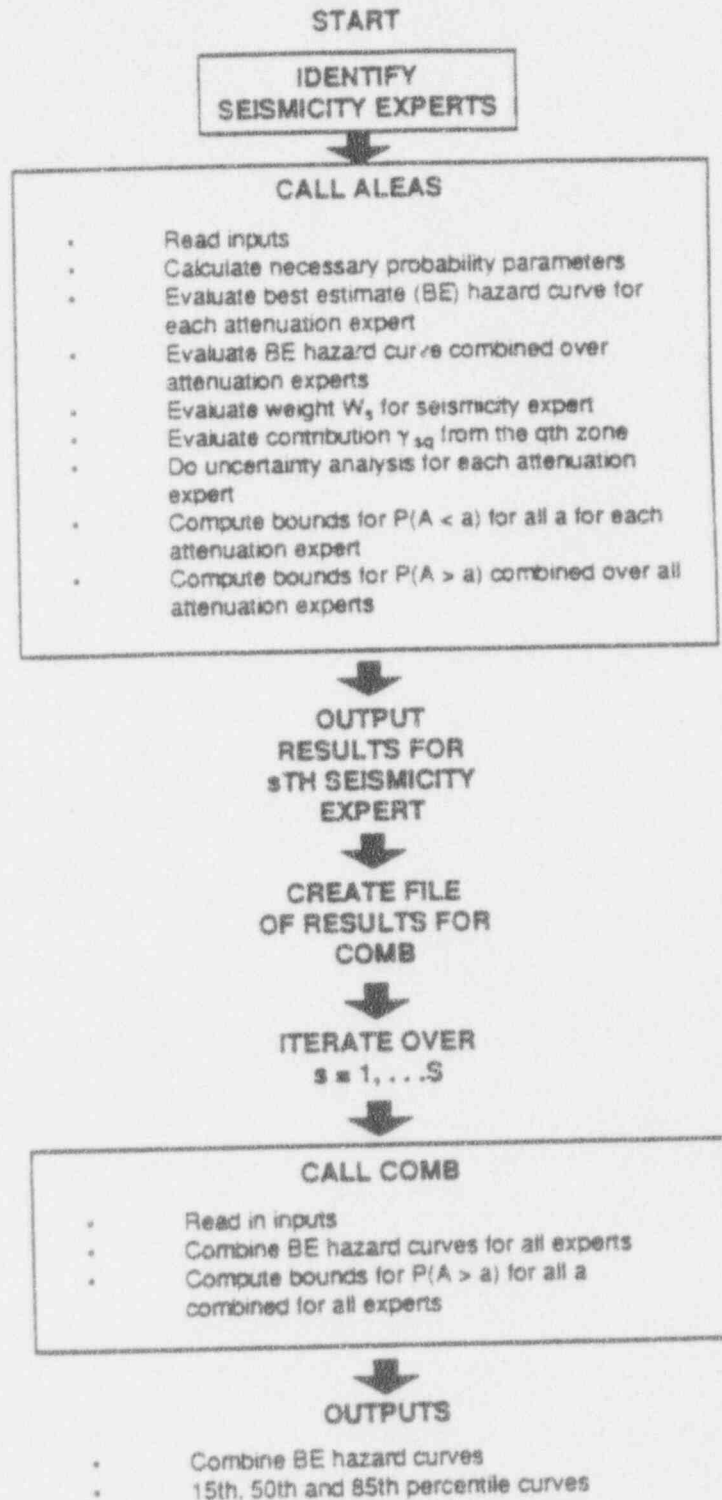 START
IDENTIFY
SEISMICITY EXPERTS
CALL ALEAS
· Read inputs
· Calculate necessary probability parameters
· Evaluate best estimate (BE) hazard curve for
each attenuation expert
· Evaluate BE hazard curve combined over
attenuation experts
· Evaluate weight Wₛ for seismicity expert
· Evaluate contribution γsq from the qth zone
· Do uncertainty analysis for each attenuation
expert
· Compute bounds for P(A < a) for all a for each
attenuation expert
· Compute bounds for P(A > a) combined over all
attenuation experts
OUTPUT
RESULTS FOR
sTH SEISMICITY
EXPERT
CREATE FILE
OF RESULTS FOR
COMB
ITERATE OVER
s = 1, . . .S
CALL COMB
· Read in inputs
· Combine BE hazard curves for all experts
· Compute bounds for P(A > a) for all a
combined for all experts
OUTPUTS
· Combine BE hazard curves
· 15th, 50th and 85th percentile curves